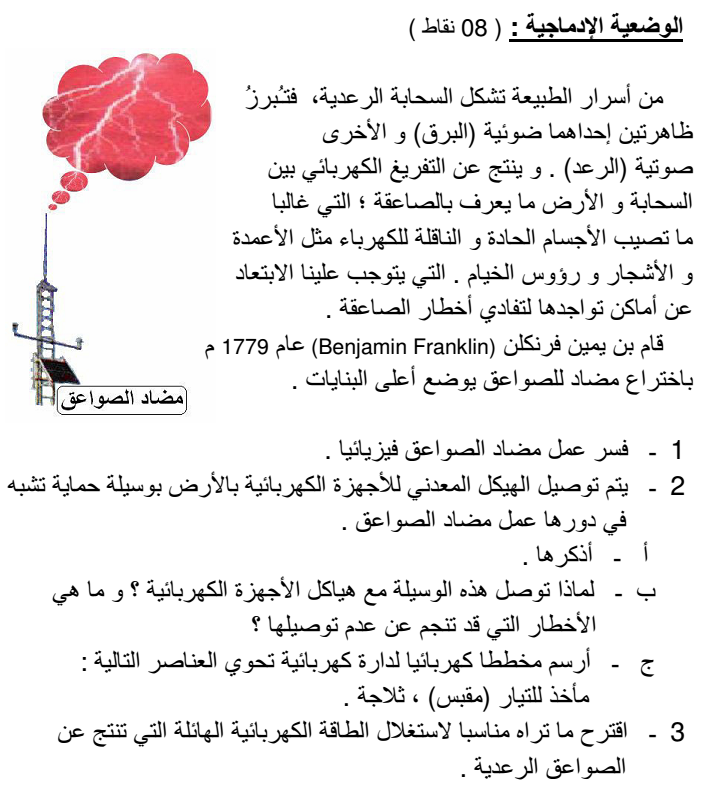 الوضعية الإدماجية : ( 08 نقاط )
من أسرار الطبيعة تشكل السحابة الرعدية، فتُبرزُ
ظاهرتين إحداهما ضوئية (البرق) و الأخرى
صوتية (الرعد) . و ينتج عن التفريغ الكهربائي بين
السحابة و الأرض ما يعرف بالصاعقة ؛ التي غالبا
ما تصيب الأجسام الحادة و الناقلة للكهرباء مثل الأعمدة
و الأشجار و رؤوس الخيام . التي يتوجب علينا الابتعاد
عن أماكن تواجدها لتفادي أخطار الصاعقة .
قام بن يمين فرنكلن (Benjamin Franklin) عام 1779 م
باختراع مضاد للصواعق يوضع أعلى البنايات .
مضاد الصواعق
1 - فسر عمل مضاد الصواعق فيزيائيا .
2 - يتم توصيل الهيكل المعدني للأجهزة الكهربائية بالأرض بوسيلة حماية تشبه
في دورها عمل مضاد الصواعق .
أ - أذكرها .
ب - لماذا توصل هذه الوسيلة مع هياكل الأجهزة الكهربائية ؟ و ما هي
الأخطار التي قد تنجم عن عدم توصيلها ؟
ج - أرسم مخططا كهربائيا لدارة كهربائية تحوي العناصر التالية :
مأخذ للتيار (مقبس) ، ثلاجة .
3 - اقترح ما تراه مناسبا لاستغلال الطاقة الكهربائية الهائلة التي تنتج عن
الصواعق الرعدية .